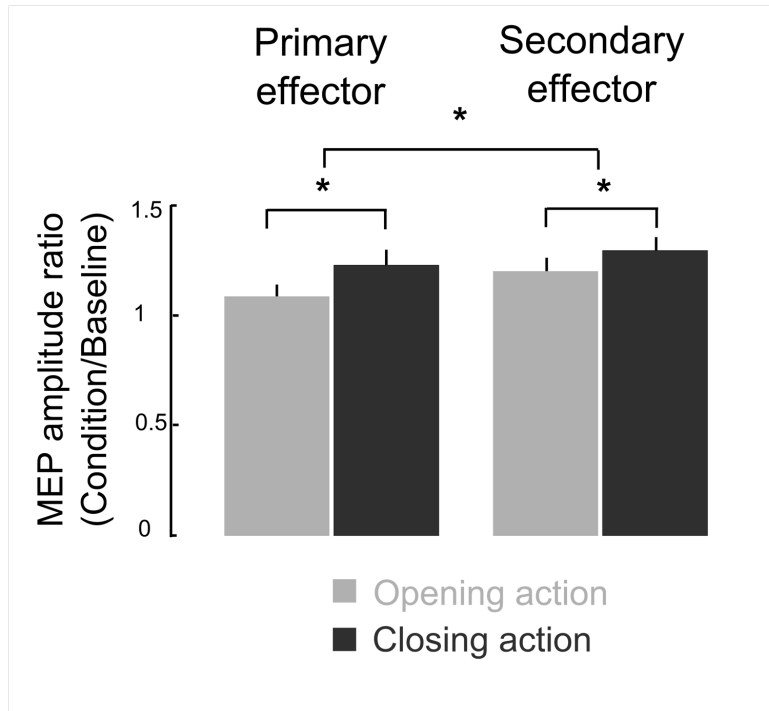 Primary
effector
Secondary
effector
*
*
*
MEP amplitude ratio
(Condition/Baseline)
1.5
1
0.5
0
Opening action
Closing action